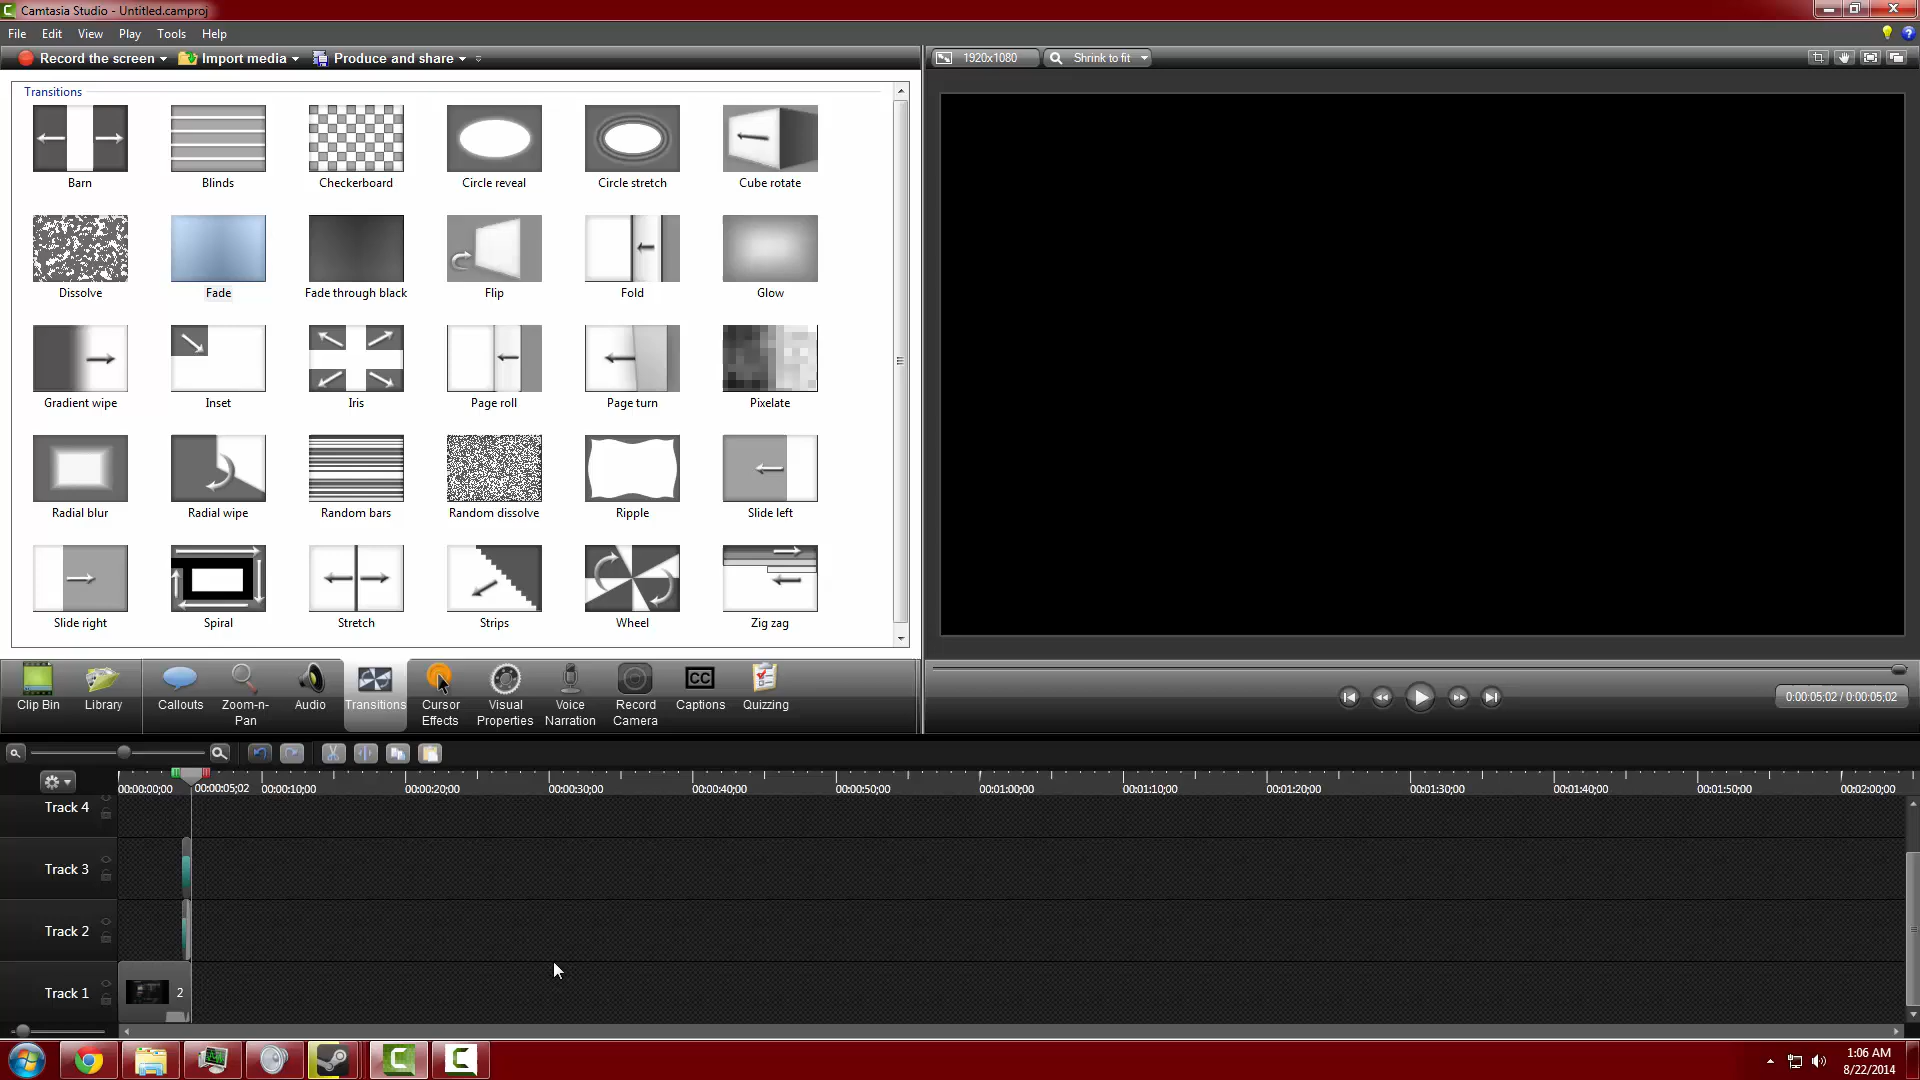 Camtasia Studio - Untitled.camproj
File Edit View Play Tools Help
Record the screen Import media Produce and share
1920x1080 Shrink to fit
Transitions
Barn Blinds Checkerboard Circle reveal Circle stretch Cube rotate
Dissolve Fade Fade through black Flip Fold Glow
Gradient wipe Inset Iris Page roll Page turn Pixelate
Radial blur Radial wipe Random bars Random dissolve Ripple Slide left
Slide right Spiral Stretch Strips Wheel Zig zag
Clip Bin Library Callouts Zoom-n-Pan Audio Transitions Cursor Effects Visual Properties Voice Narration Record Camera CC Captions Quizzing
0:00:05;02 / 0:00:05;02
00:00:00;00 00:00:05;02 00:00:10;00 00:00:20;00 00:00:30;00 00:00:40;00 00:00:50;00 00:01:00;00 00:01:10;00 00:01:20;00 00:01:30;00 00:01:40;00 00:01:50;00 00:02:00;00
Track 4
Track 3
Track 2
Track 1 2
1:06 AM
8/22/2014